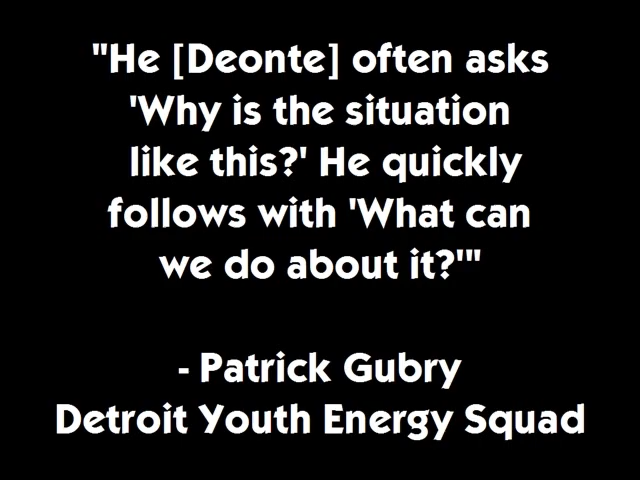 "He [Deonte] often asks
'Why is the situation
like this?' He quickly
follows with 'What can
we do about it?'"
- Patrick Gubry
Detroit Youth Energy Squad